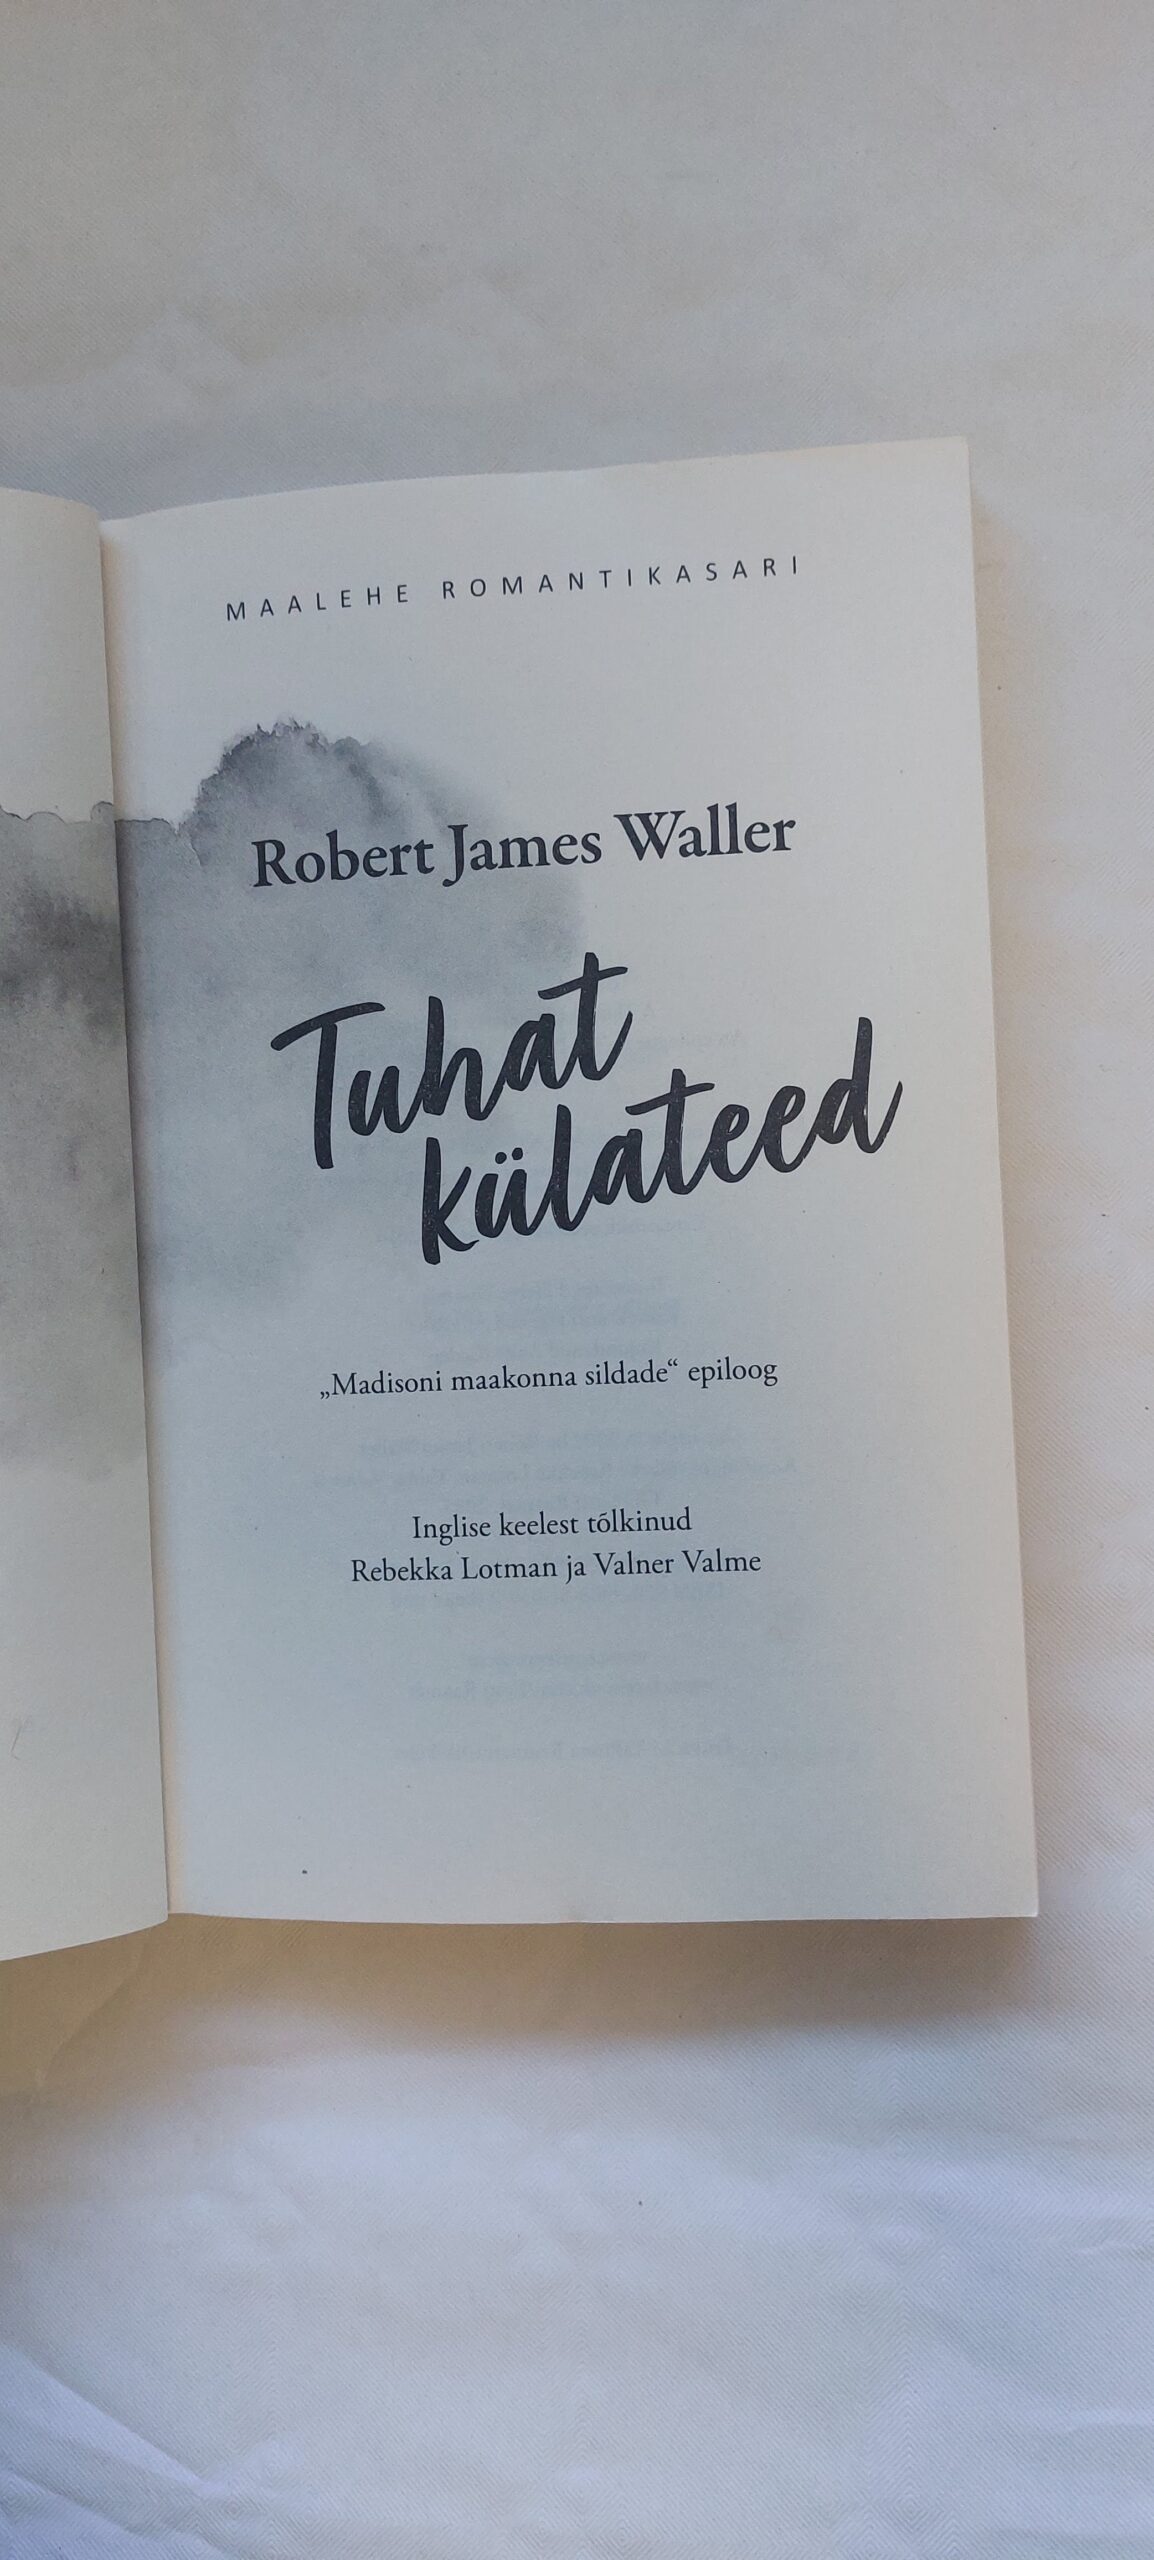 MAALEHE ROMANTIKASARI
Robert James Waller
Tuhat
külateed
„Madisoni maakonna sildade“ epiloog
Inglise keelest tõlkinud
Rebekka Lotman ja Valner Valme